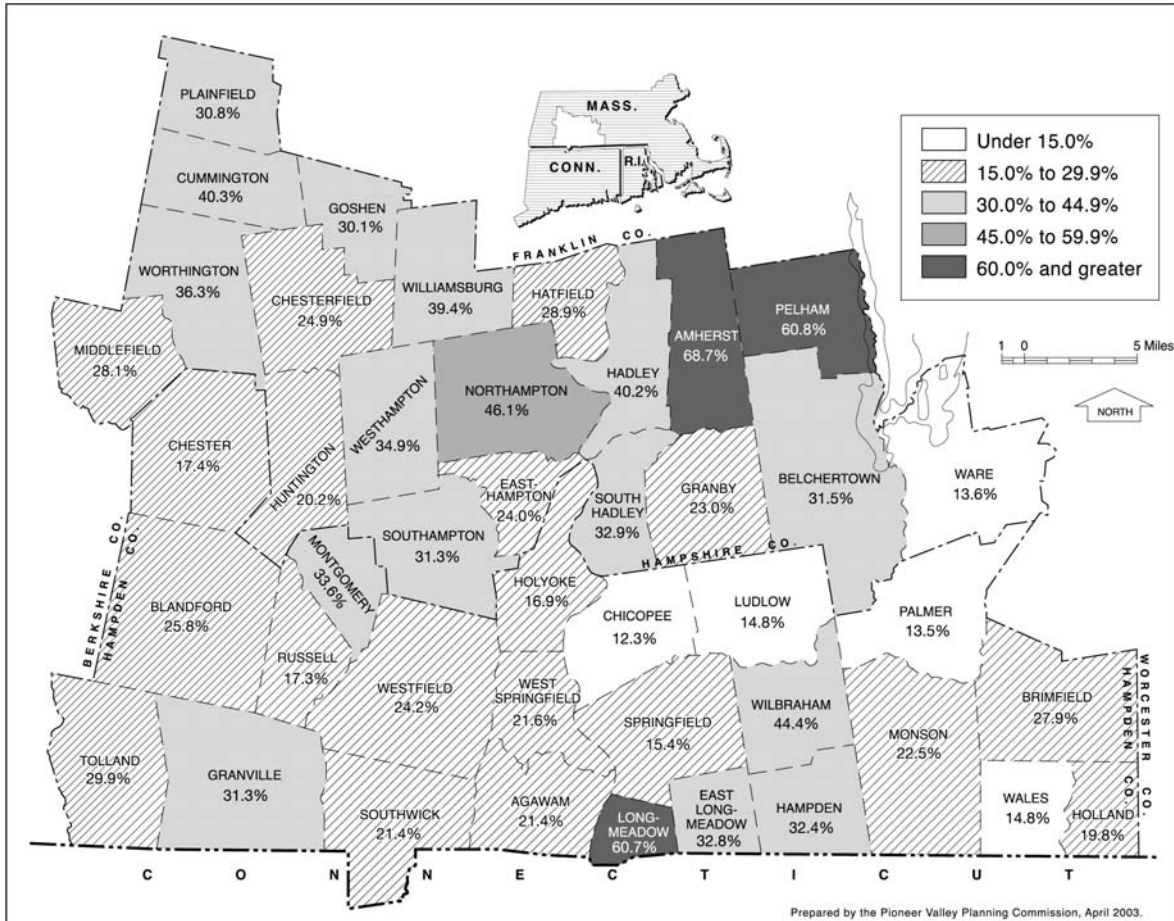 MASS.
CONN.
R.I.
Under 15.0%
15.0% to 29.9%
30.0% to 44.9%
45.0% to 59.9%
60.0% and greater
1 0 5 Miles
NORTH
PLAINFIELD
30.8%
CUMMINGTON
40.3%
GOSHEN
30.1%
WORTHINGTON
36.3%
CHESTERFIELD
24.9%
WILLIAMSBURG
39.4%
FRANKLIN CO.
HATFIELD
28.9%
MIDDLEFIELD
28.1%
HADLEY
40.2%
AMHERST
68.7%
PELHAM
60.8%
NORTHAMPTON
46.1%
WESTHAMPTON
34.9%
CHESTER
17.4%
HUNTINGTON
20.2%
EAST-
HAMPTON
24.0%
SOUTH
HADLEY
32.9%
GRANBY
23.0%
BELCHERTOWN
31.5%
WARE
13.6%
SOUTHAMPTON
31.3%
MONTGOMERY
33.6%
HAMPSHIRE CO.
BERKSHIRE CO.
HAMPDEN CO.
BLANDFORD
25.8%
HOLYOKE
16.9%
CHICOPEE
12.3%
LUDLOW
14.8%
PALMER
13.5%
RUSSELL
17.3%
WESTFIELD
24.2%
WEST
SPRINGFIELD
21.6%
SPRINGFIELD
15.4%
WILBRAHAM
44.4%
MONSON
22.5%
BRIMFIELD
27.9%
WORCESTER CO.
HAMPDEN CO.
TOLLAND
29.9%
GRANVILLE
31.3%
SOUTHWICK
21.4%
AGAWAM
21.4%
LONG-
MEADOW
60.7%
EAST
LONG-
MEADOW
32.8%
HAMPDEN
32.4%
WALES
14.8%
HOLLAND
19.8%
CONNECTICUT
Prepared by the Pioneer Valley Planning Commission, April 2003.